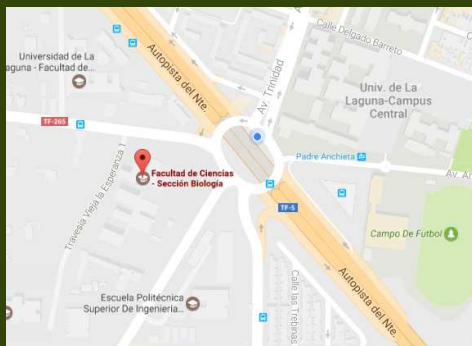 Calle Delgado Barreto
Universidad de La
Laguna - Facultad de...
Autopista del Nte.
Av. Trinidad
Univ. de La
Laguna-Campus
Central
TF-265
Padre Anchieta
Facultad de Ciencias
- Sección Biología
Travesía Vieja la Esperanza 1
TF-5
Campo De Futbol
Escuela Politécnica
Superior De Ingeniería...
Calle las Trebinas
Autopista del Nte.